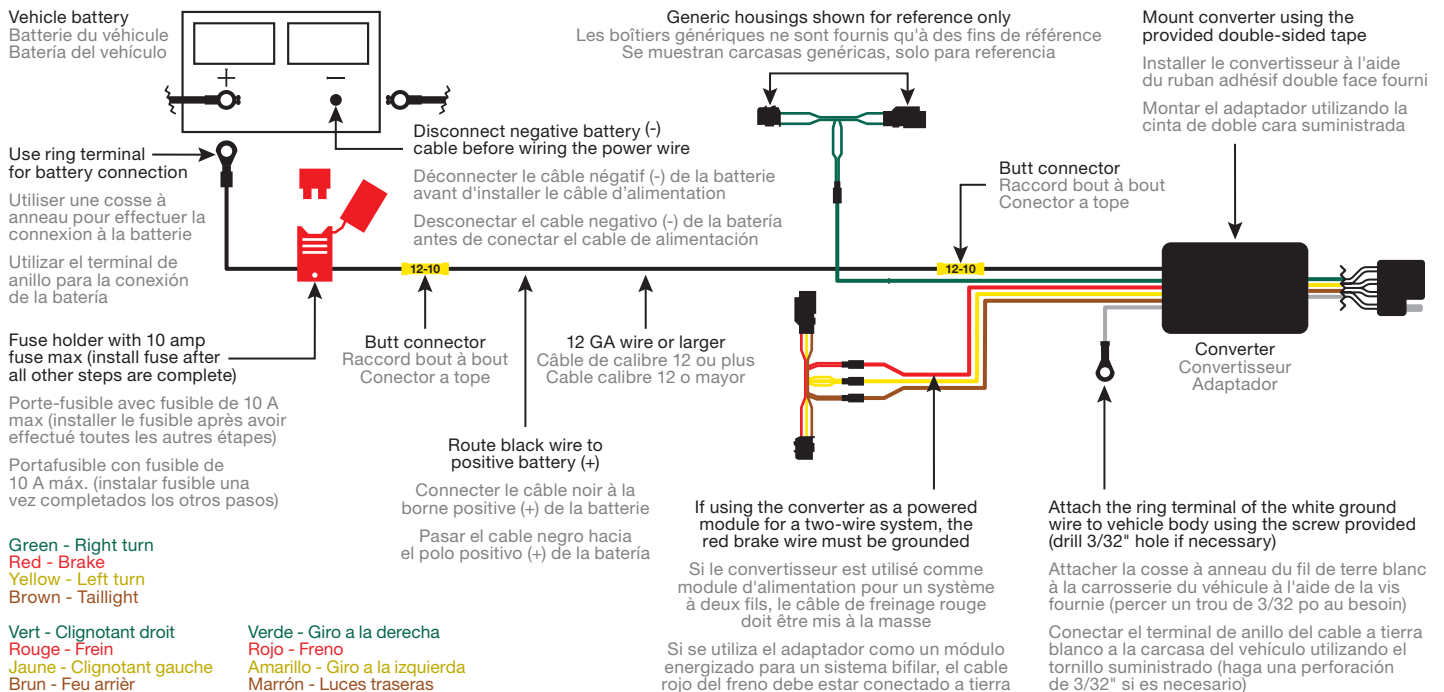 Vehicle battery
Batterie du véhicule
Batería del vehículo
+
−
Generic housings shown for reference only
Les boîtiers génériques ne sont fournis qu'à des fins de référence
Se muestran carcasas genéricas, solo para referencia
Mount converter using the
provided double-sided tape
Installer le convertisseur à l'aide
du ruban adhésif double face fourni
Montar el adaptador utilizando la
cinta de doble cara suministrada
Use ring terminal
for battery connection
Utiliser une cosse à
anneau pour effectuer la
connexion à la batterie
Utilizar el terminal de
anillo para la conexión
de la batería
Disconnect negative battery (-)
cable before wiring the power wire
Déconnecter le câble négatif (-) de la batterie
avant d'installer le câble d'alimentation
Desconectar el cable negativo (-) de la batería
antes de conectar el cable de alimentación
Butt connector
Raccord bout à bout
Conector a tope
12-10
12-10
Fuse holder with 10 amp
fuse max (install fuse after
all other steps are complete)
Porte-fusible avec fusible de 10 A
max (installer le fusible après avoir
effectué toutes les autres étapes)
Portafusible con fusible de
10 A máx. (instalar fusible una
vez completados los otros pasos)
Butt connector
Raccord bout à bout
Conector a tope
12 GA wire or larger
Câble de calibre 12 ou plus
Cable calibre 12 o mayor
Converter
Convertisseur
Adaptador
Route black wire to
positive battery (+)
Connecter le câble noir à la
borne positive (+) de la batterie
Pasar el cable negro hacia
el polo positivo (+) de la batería
If using the converter as a powered
module for a two-wire system, the
red brake wire must be grounded
Si le convertisseur est utilisé comme
module d'alimentation pour un système
à deux fils, le câble de freinage rouge
doit être mis à la masse
Si se utiliza el adaptador como un módulo
energizado para un sistema bifilar, el cable
rojo del freno debe estar conectado a tierra
Attach the ring terminal of the white ground
wire to vehicle body using the screw provided
(drill 3/32" hole if necessary)
Attacher la cosse à anneau du fil de terre blanc
à la carrosserie du véhicule à l'aide de la vis
fournie (percer un trou de 3/32 po au besoin)
Conectar el terminal de anillo del cable a tierra
blanco a la carcasa del vehículo utilizando el
tornillo suministrado (haga una perforación
de 3/32" si es necesario)
Green - Right turn
Red - Brake
Yellow - Left turn
Brown - Taillight
Vert - Clignotant droit
Rouge - Frein
Jaune - Clignotant gauche
Brun - Feu arrièr
Verde - Giro a la derecha
Rojo - Freno
Amarillo - Giro a la izquierda
Marrón - Luces traseras